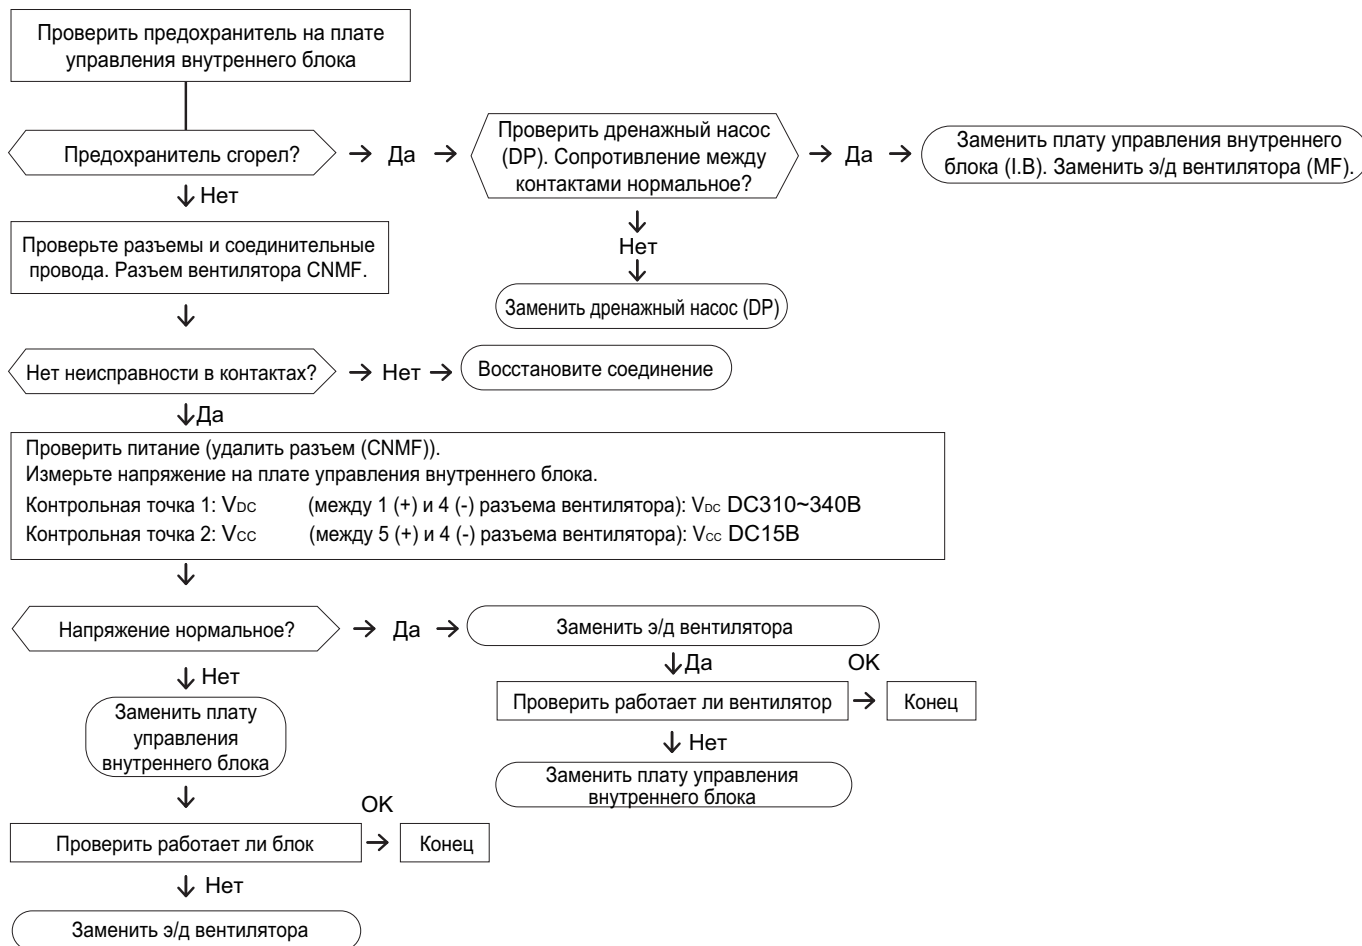 Проверить предохранитель на плате
управления внутреннего блока
Предохранитель сгорел?
Да
Проверить дренажный насос
(DP). Сопротивление между
контактами нормальное?
Да
Заменить плату управления внутреннего
блока (I.B). Заменить э/д вентилятора (MF).
Нет
Нет
Проверьте разъемы и соединительные
провода. Разъем вентилятора CNMF.
Заменить дренажный насос (DP)
Нет неисправности в контактах?
Нет
Восстановите соединение
Да
Проверить питание (удалить разъем (CNMF)).
Измерьте напряжение на плате управления внутреннего блока.
Контрольная точка 1: VDC (между 1 (+) и 4 (-) разъема вентилятора): VDC DC310~340В
Контрольная точка 2: VCC (между 5 (+) и 4 (-) разъема вентилятора): VCC DC15В
Напряжение нормальное?
Да
Заменить э/д вентилятора
Да
OK
Проверить работает ли вентилятор
Конец
Нет
Заменить плату управления
внутреннего блока
Нет
Заменить плату
управления
внутреннего блока
OK
Проверить работает ли блок
Конец
Нет
Заменить э/д вентилятора